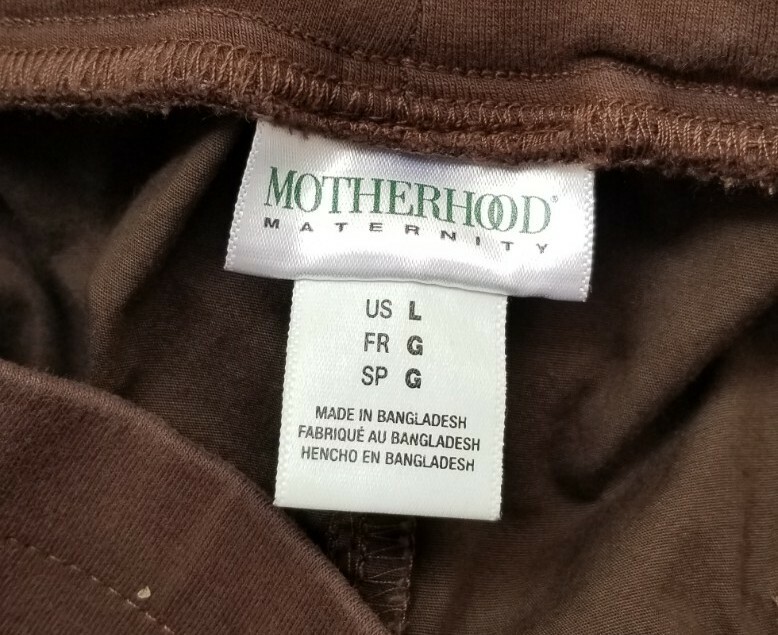 MOTHERHOOD®
MATERNITY
US L
FR G
SP G
MADE IN BANGLADESH
FABRIQUÉ AU BANGLADESH
HENCHO EN BANGLADESH